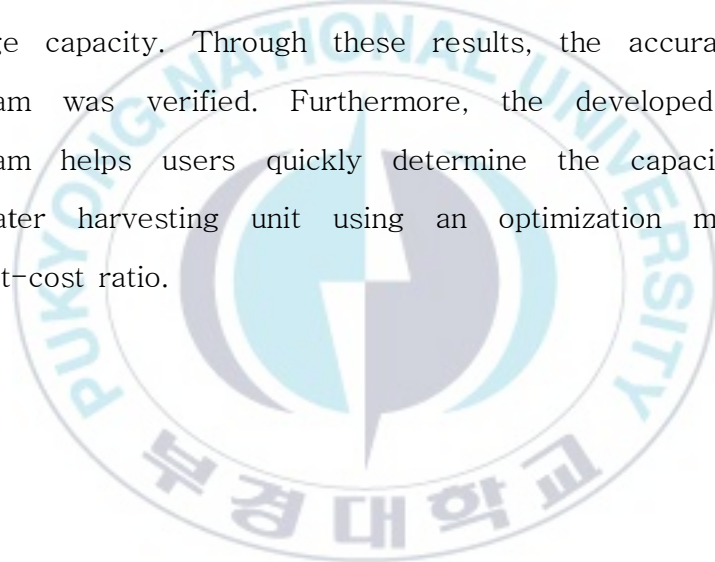 ge capacity. Through these results, the accura
am was verified. Furthermore, the developed
am helps users quickly determine the capaci
ater harvesting unit using an optimization m
t-cost ratio.
PUKYONG NATIONAL UNIVERSITY
부경대학교